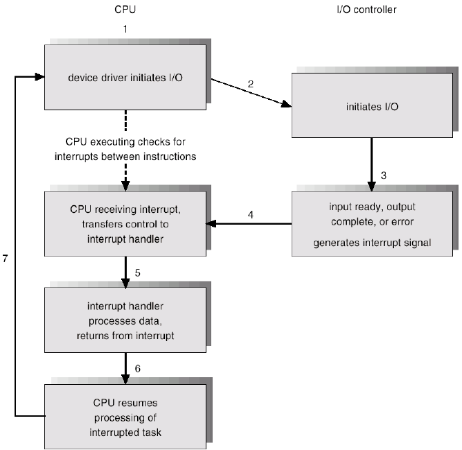 CPU
I/O controller
1
device driver initiates I/O
2
initiates I/O
CPU executing checks for
interrupts between instructions
3
CPU receiving interrupt,
transfers control to
interrupt handler
4
input ready, output
complete, or error
generates interrupt signal
7
5
interrupt handler
processes data,
returns from interrupt
6
CPU resumes
processing of
interrupted task